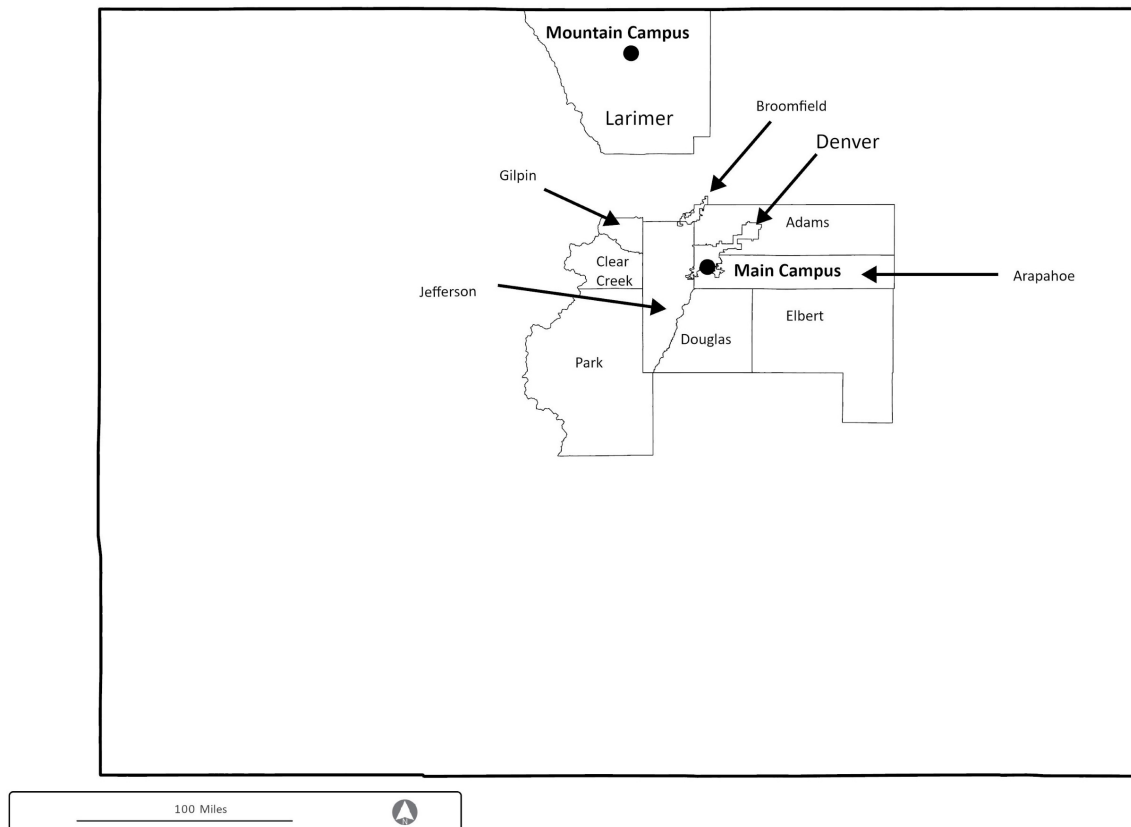 Mountain Campus
Larimer
Broomfield
Denver
Gilpin
Adams
Clear
Creek
Main Campus
Arapahoe
Jefferson
Elbert
Douglas
Park
100 Miles
N